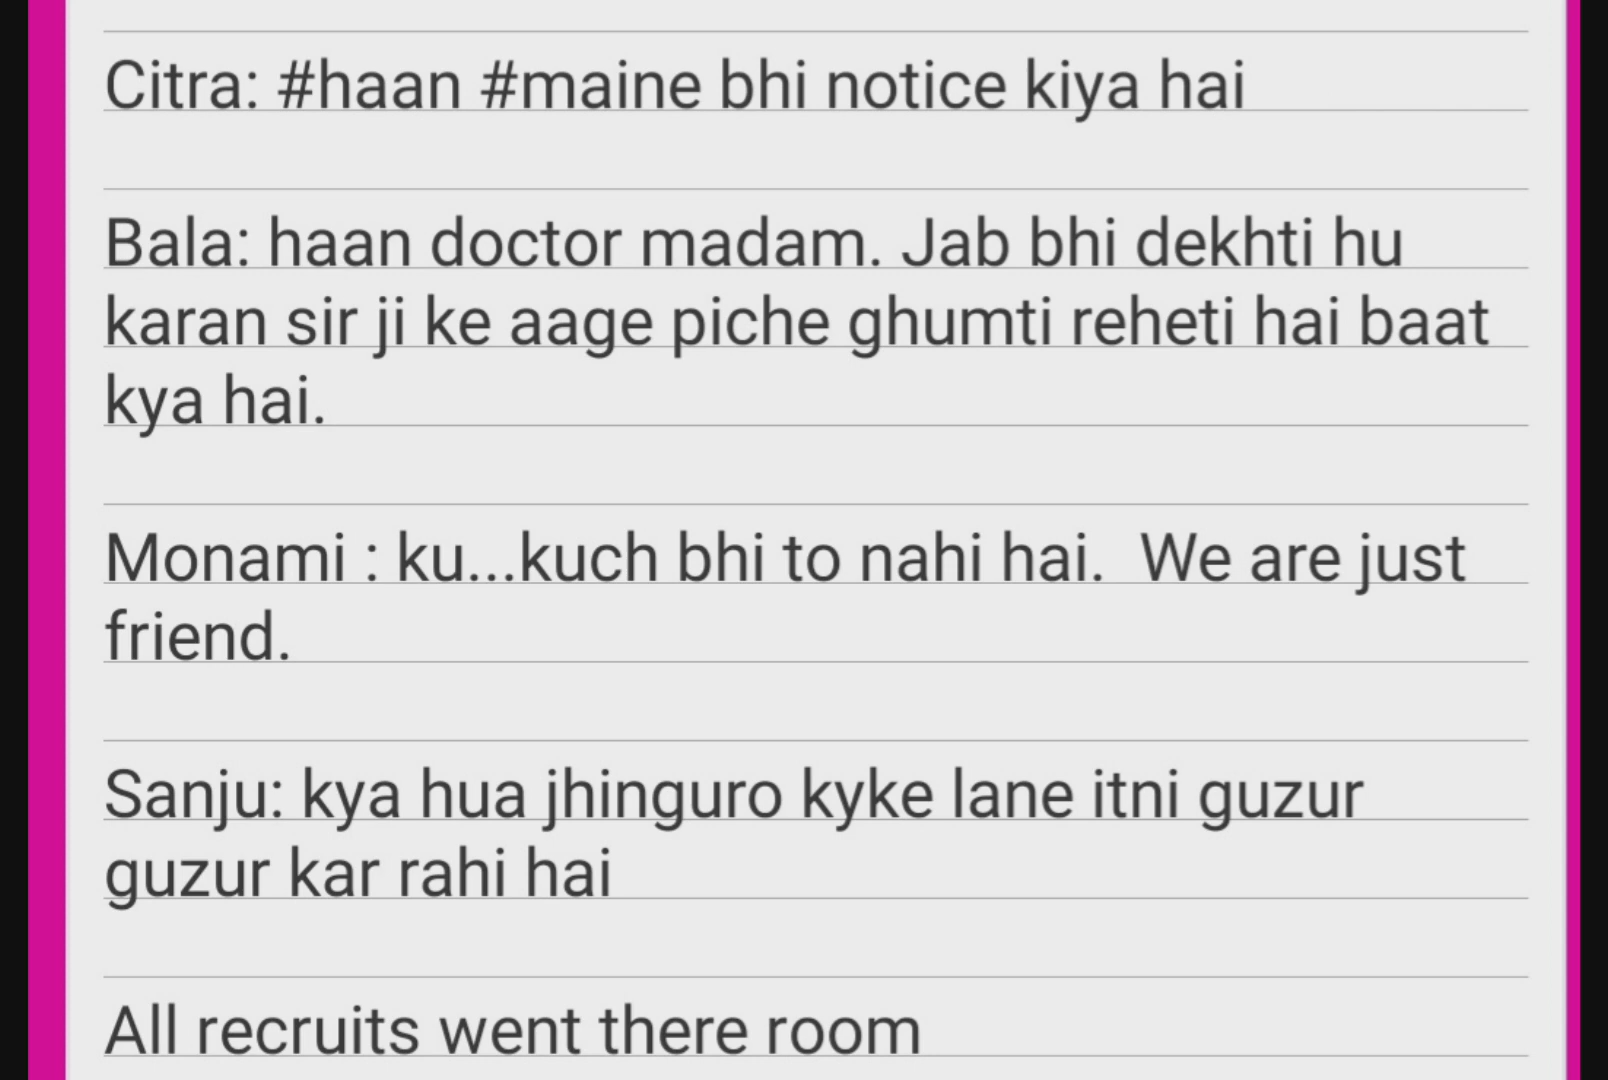 Citra: #haan #maine bhi notice kiya hai
Bala: haan doctor madam. Jab bhi dekhti hu
karan sir ji ke aage piche ghumti reheti hai baat
kya hai.
Monami : ku...kuch bhi to nahi hai.  We are just
friend.
Sanju: kya hua jhinguro kyke lane itni guzur
guzur kar rahi hai
All recruits went there room